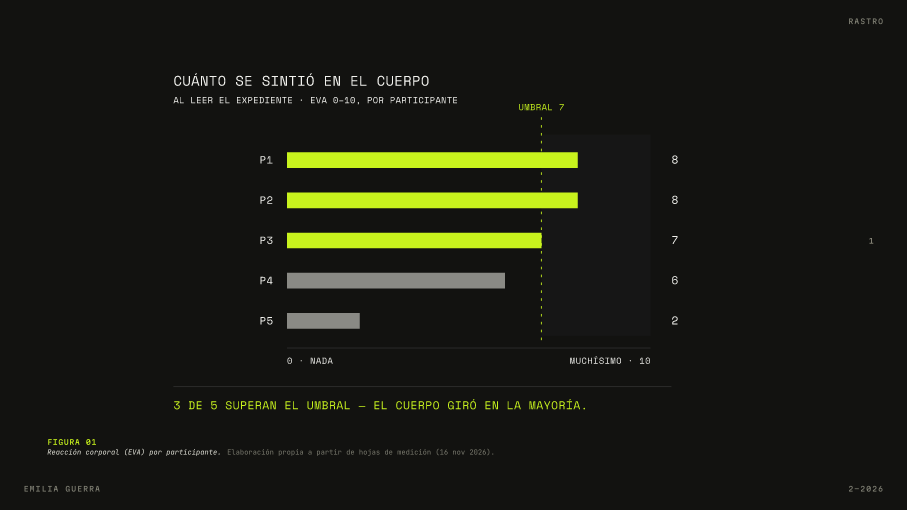 RASTRO
CUÁNTO SE SINTIÓ EN EL CUERPO
AL LEER EL EXPEDIENTE · EVA 0–10, POR PARTICIPANTE
UMBRAL 7
P1 8
P2 8
P3 7
1
P4 6
P5 2
0 · NADA MUCHÍSIMO · 10
3 DE 5 SUPERAN EL UMBRAL — EL CUERPO GIRÓ EN LA MAYORÍA.
FIGURA 01
Reacción corporal (EVA) por participante. Elaboración propia a partir de hojas de medición (16 nov 2026).
EMILIA GUERRA 2–2026